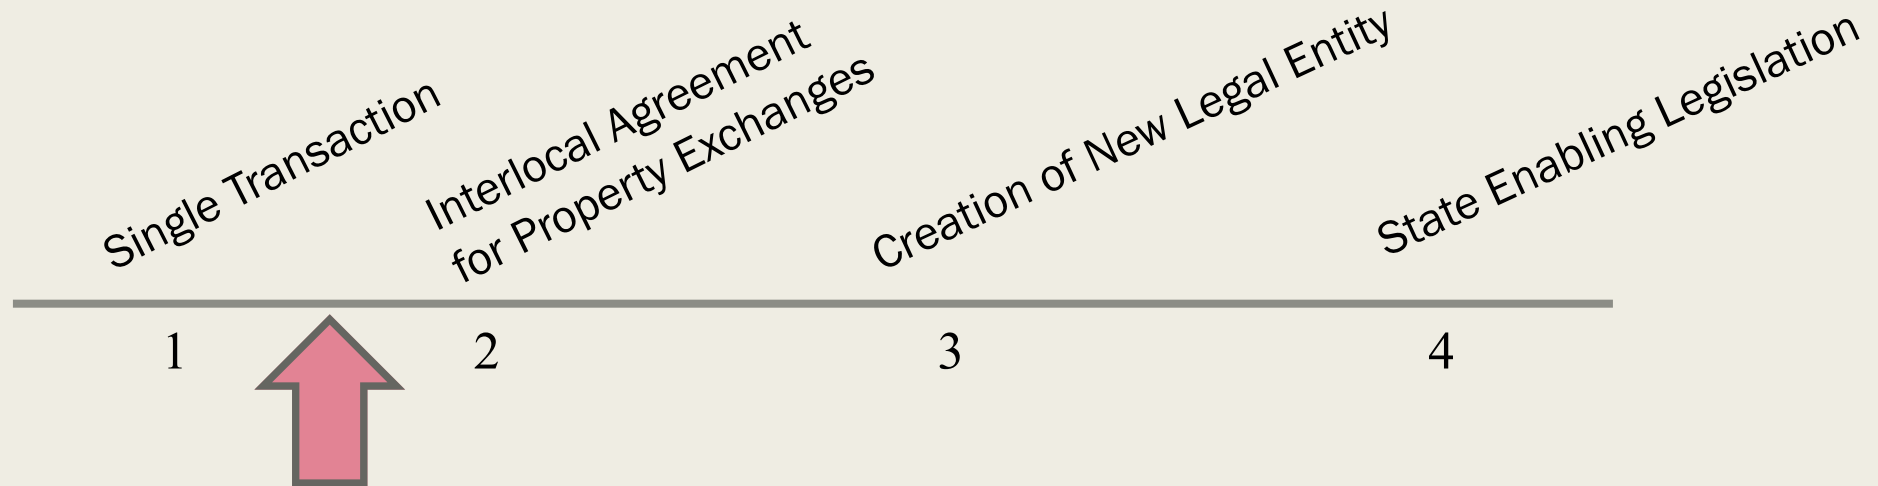 Single Transaction
Interlocal Agreement
for Property Exchanges
Creation of New Legal Entity
State Enabling Legislation
1
2
3
4